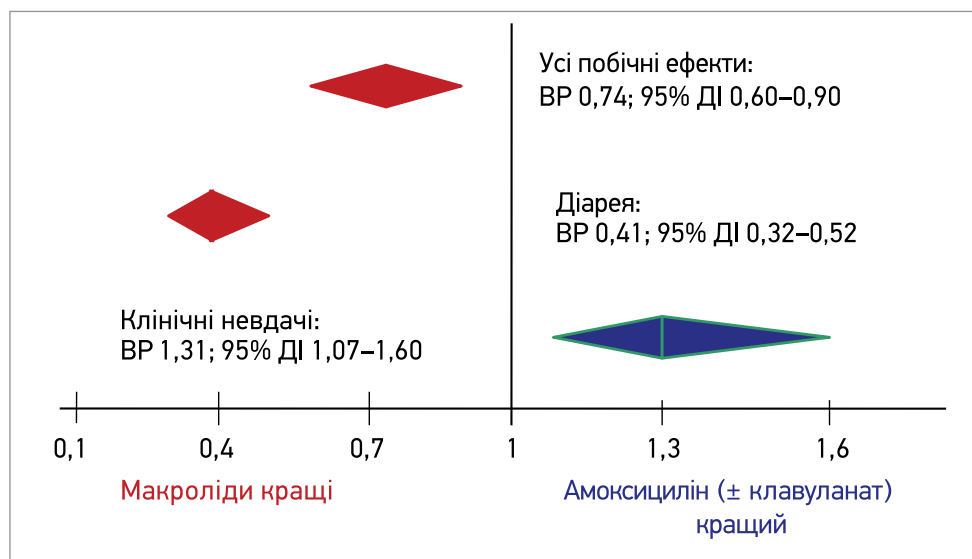 Усі побічні ефекти:
ВР 0,74; 95% ДІ 0,60–0,90
Діарея:
ВР 0,41; 95% ДІ 0,32–0,52
Клінічні невдачі:
ВР 1,31; 95% ДІ 1,07–1,60
0,1 0,4 0,7 1 1,3 1,6
Макроліди кращі
Амоксицилін (± клавуланат)
кращий